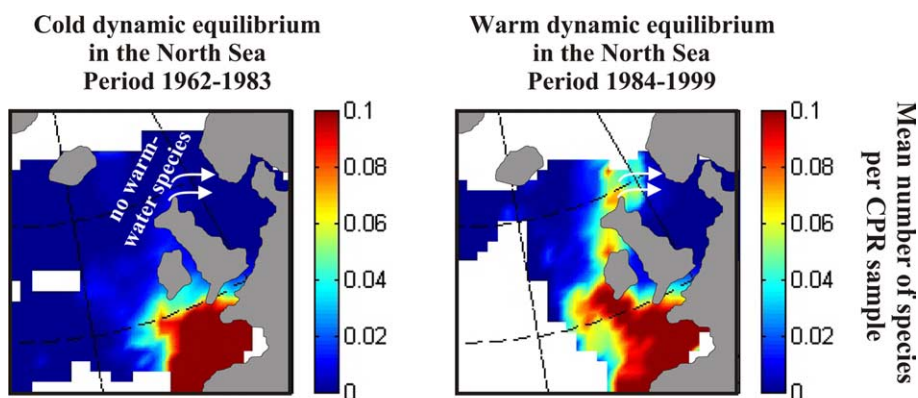 Cold dynamic equilibrium
in the North Sea
Period 1962-1983
Warm dynamic equilibrium
in the North Sea
Period 1984-1999
no warm-
water species
0.1
0.08
0.06
0.04
0.02
0
0.1
0.08
0.06
0.04
0.02
0
Mean number of species
per CPR sample